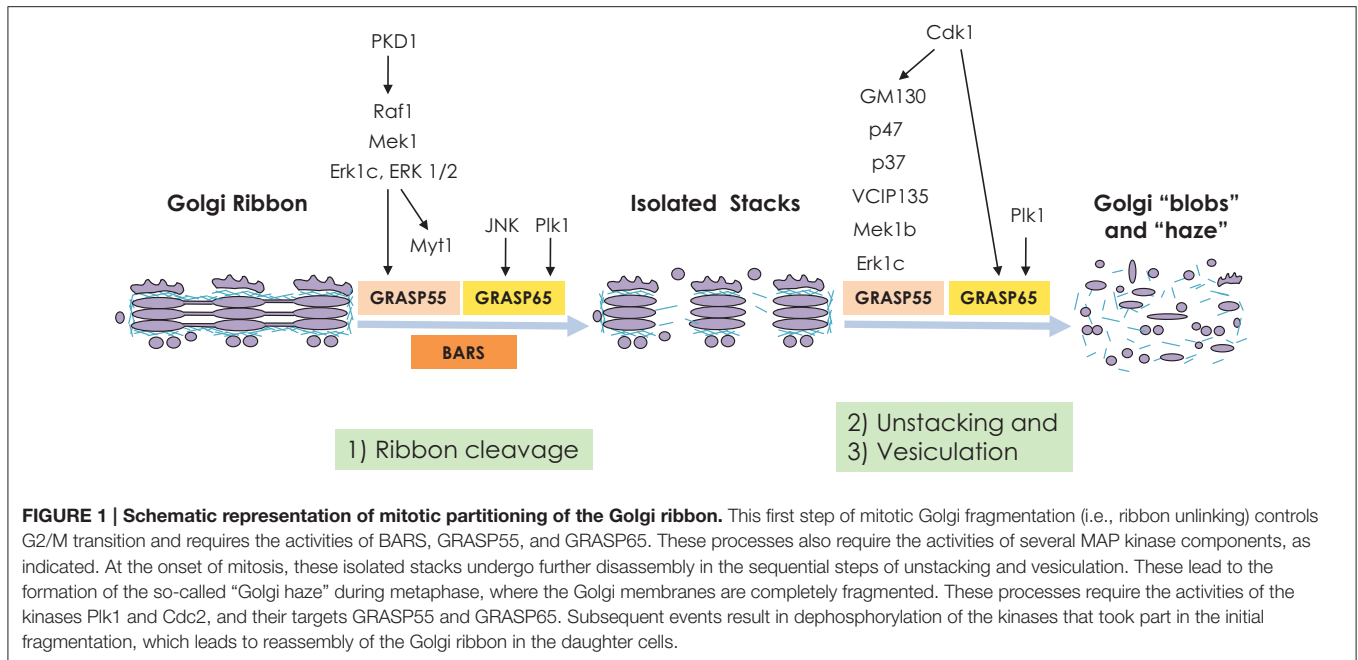 PKD1
Raf1
Mek1
Erk1c, ERK 1/2
Golgi Ribbon
Myt1
JNK
Plk1
GRASP55
GRASP65
BARS
1) Ribbon cleavage
Isolated Stacks
Cdk1
GM130
p47
p37
VCIP135
Mek1b
Erk1c
Plk1
GRASP55
GRASP65
2) Unstacking and
3) Vesiculation
Golgi “blobs”
and “haze”
FIGURE 1 | Schematic representation of mitotic partitioning of the Golgi ribbon. This first step of mitotic Golgi fragmentation (i.e., ribbon unlinking) controls
G2/M transition and requires the activities of BARS, GRASP55, and GRASP65. These processes also require the activities of several MAP kinase components, as
indicated. At the onset of mitosis, these isolated stacks undergo further disassembly in the sequential steps of unstacking and vesiculation. These lead to the
formation of the so-called “Golgi haze” during metaphase, where the Golgi membranes are completely fragmented. These processes require the activities of the
kinases Plk1 and Cdc2, and their targets GRASP55 and GRASP65. Subsequent events result in dephosphorylation of the kinases that took part in the initial
fragmentation, which leads to reassembly of the Golgi ribbon in the daughter cells.